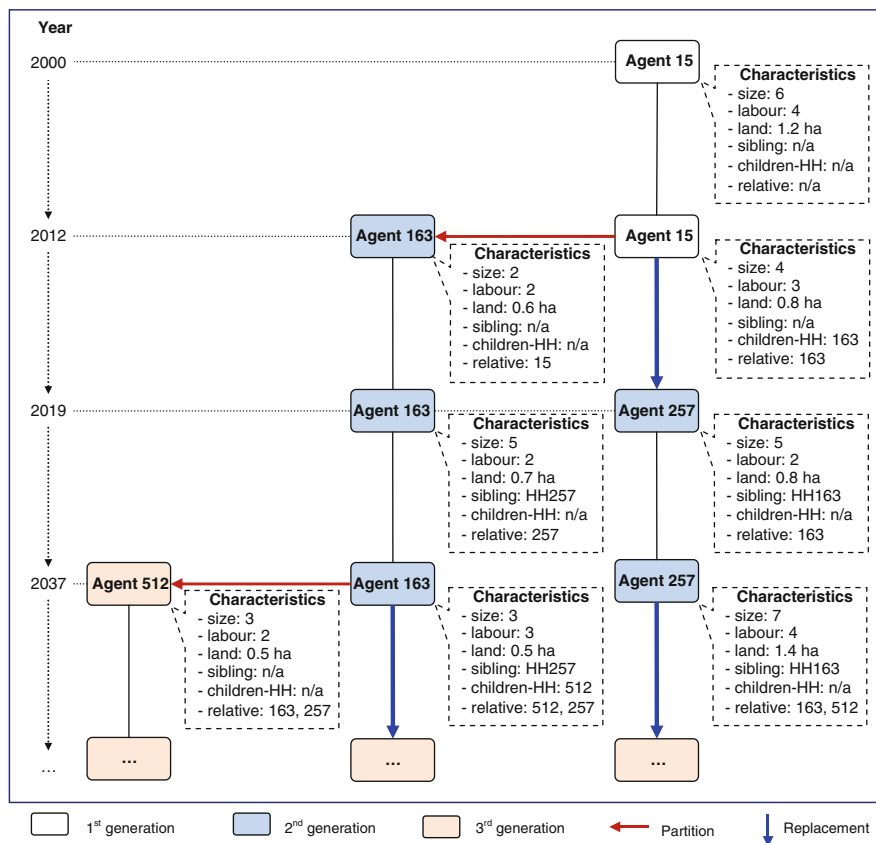 Year
2000
Agent 15
Characteristics
- size: 6
- labour: 4
- land: 1.2 ha
- sibling: n/a
- children-HH: n/a
- relative: n/a
2012
Agent 163
Agent 15
Characteristics
- size: 2
- labour: 2
- land: 0.6 ha
- sibling: n/a
- children-HH: n/a
- relative: 15
Characteristics
- size: 4
- labour: 3
- land: 0.8 ha
- sibling: n/a
- children-HH: 163
- relative: 163
2019
Agent 163
Agent 257
Characteristics
- size: 5
- labour: 2
- land: 0.7 ha
- sibling: HH257
- children-HH: n/a
- relative: 257
Characteristics
- size: 5
- labour: 2
- land: 0.8 ha
- sibling: HH163
- children-HH: n/a
- relative: 163
2037
Agent 512
Agent 163
Agent 257
Characteristics
- size: 3
- labour: 2
- land: 0.5 ha
- sibling: n/a
- children-HH: n/a
- relative: 163, 257
Characteristics
- size: 3
- labour: 3
- land: 0.5 ha
- sibling: HH257
- children-HH: 512
- relative: 512, 257
Characteristics
- size: 7
- labour: 4
- land: 1.4 ha
- sibling: HH163
- children-HH: n/a
- relative: 163, 512
...
...
...
...
1st generation
2nd generation
3rd generation
Partition
Replacement